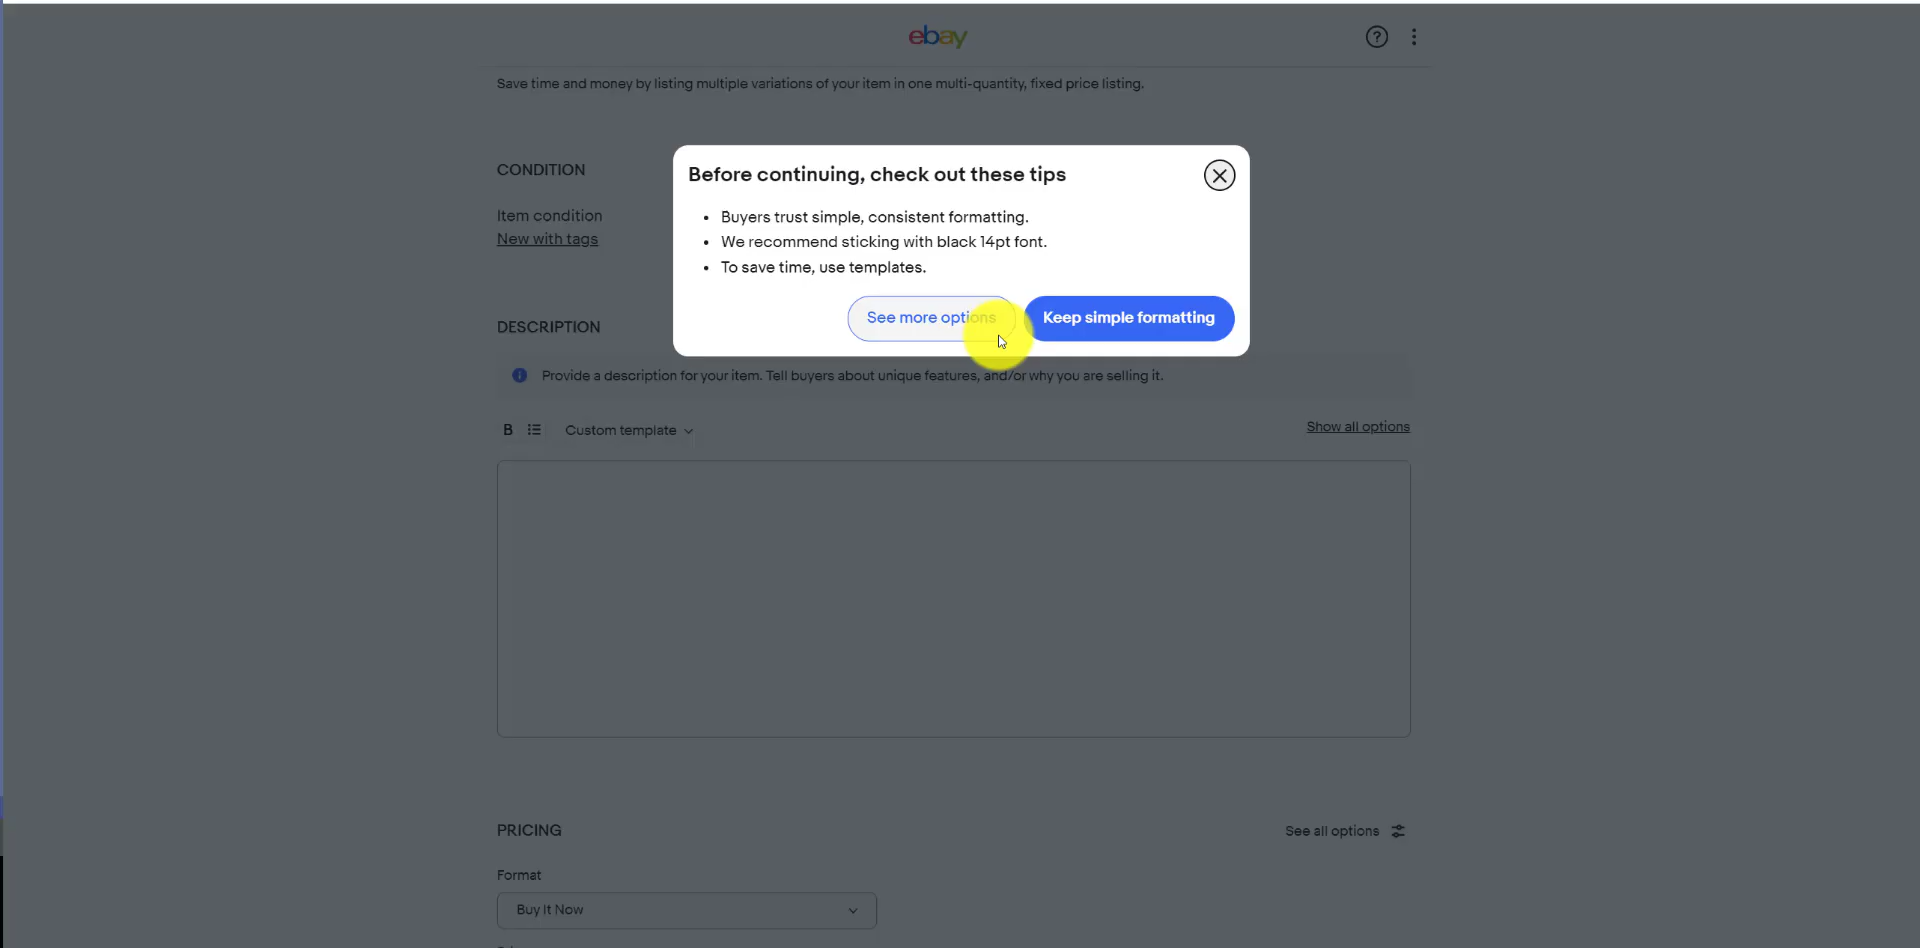 ebay
Save time and money by listing multiple variations of your item in one multi-quantity, fixed price listing.
CONDITION
Item condition
New with tags
Before continuing, check out these tips
• Buyers trust simple, consistent formatting.
• We recommend sticking with black 14pt font.
• To save time, use templates.
See more options
Keep simple formatting
DESCRIPTION
Provide a description for your item. Tell buyers about unique features, and/or why you are selling it.
B
Custom template
Show all options
PRICING
See all options
Format
Buy It Now